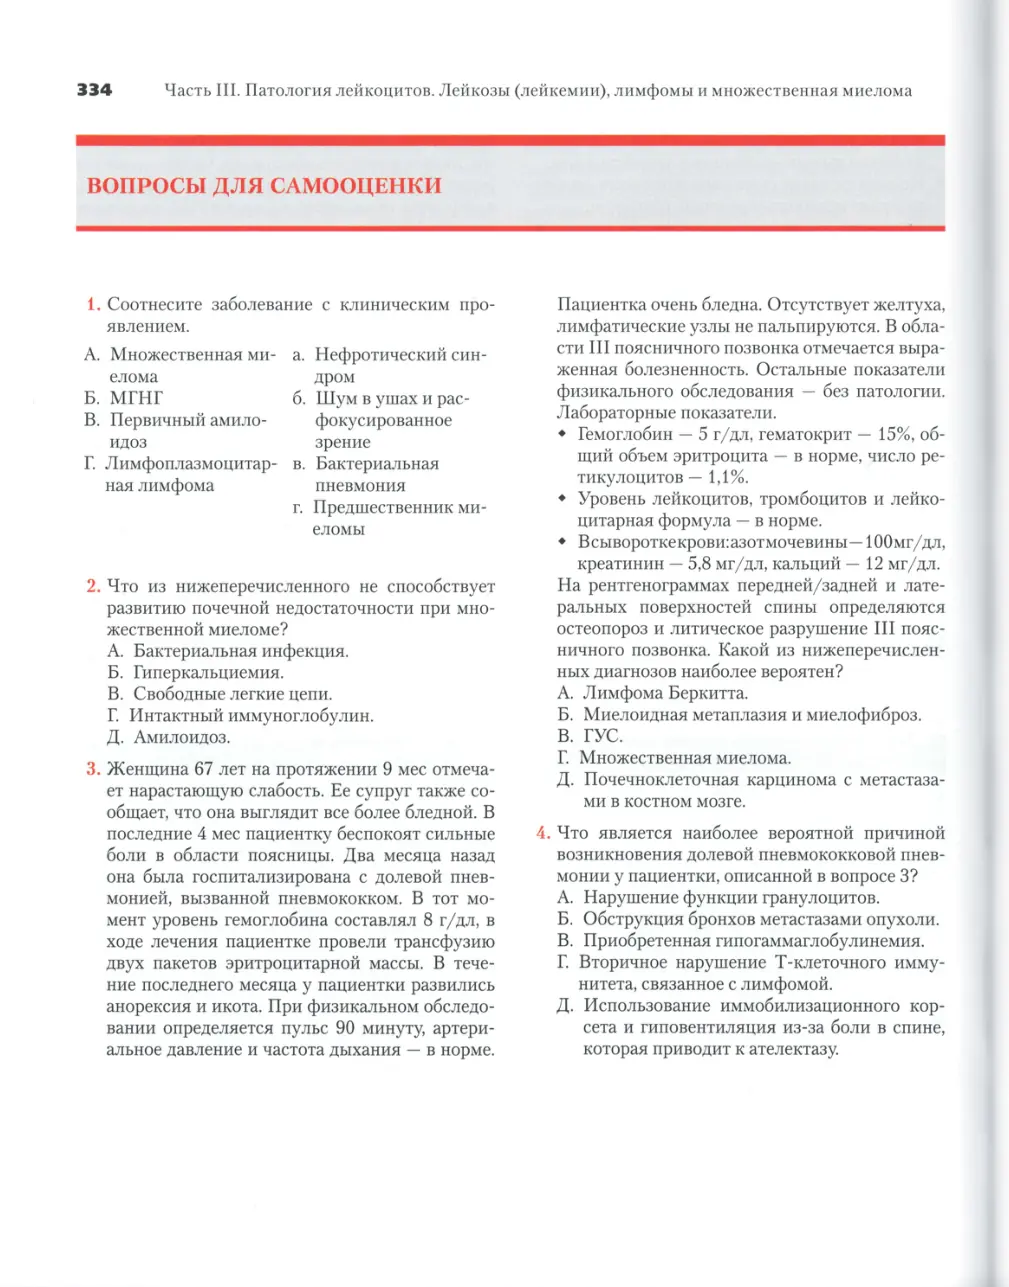 334 Часть III. Патология лейкоцитов. Лейкозы (лейкемии), лимфомы и множественная миелома
ВОПРОСЫ ДЛЯ САМООЦЕНКИ
1. Соотнесите заболевание с клиническим про-
явлением.
А. Множественная ми-
елома
Б. МГНГ
В. Первичный амило-
идоз
Г. Лимфоплазмоцитар-
ная лимфома
а. Нефротический син-
дром
б. Шум в ушах и рас-
фокусированное
зрение
в. Бактериальная
пневмония
г. Предшественник ми-
еломы
2. Что из нижеперечисленного не способствует
развитию почечной недостаточности при мно-
жественной миеломе?
А. Бактериальная инфекция.
Б. Гиперкальциемия.
В. Свободные легкие цепи.
Г. Интактный иммуноглобулин.
Д. Амилоидоз.
3. Женщина 67 лет на протяжении 9 мес отмеча-
ет нарастающую слабость. Ее супруг также со-
общает, что она выглядит все более бледной. В
последние 4 мес пациентку беспокоят сильные
боли в области поясницы. Два месяца назад
она была госпитализирована с долевой пнев-
монией, вызванной пневмококком. В тот мо-
мент уровень гемоглобина составлял 8 г/дл, в
ходе лечения пациентке провели трансфузию
двух пакетов эритроцитарной массы. В тече-
ние последнего месяца у пациентки развились
анорексия и икота. При физикальном обследо-
вании определяется пульс 90 минуту, артери-
альное давление и частота дыхания — в норме.
Пациентка очень бледна. Отсутствует желтуха,
лимфатические узлы не пальпируются. В обла-
сти III поясничного позвонка отмечается выра-
женная болезненность. Остальные показатели
физикального обследования — без патологии.
Лабораторные показатели.
◆ Гемоглобин — 5 г/дл, гематокрит — 15%, об-
щий объем эритроцита — в норме, число ре-
тикулоцитов — 1,1%.
◆ Уровень лейкоцитов, тромбоцитов и лейко-
цитарная формула — в норме.
◆ В сыворотке крови: азот мочевины — 100 мг/дл,
креатинин — 5,8 мг/дл, кальций — 12 мг/дл.
На рентгенограммах передней/задней и лате-
ральных поверхностей спины определяются
остеопороз и литическое разрушение III пояс-
ничного позвонка. Какой из нижеперечислен-
ных диагнозов наиболее вероятен?
А. Лимфома Беркитта.
Б. Миелоидная метаплазия и миелофиброз.
В. ГУС.
Г. Множественная миелома.
Д. Почечноклеточная карцинома с метастаза-
ми в костном мозге.
4. Что является наиболее вероятной причиной
возникновения долевой пневмококковой пнев-
монии у пациентки, описанной в вопросе 3?
А. Нарушение функции гранулоцитов.
Б. Обструкция бронхов метастазами опухоли.
В. Приобретенная гипогаммаглобулинемия.
Г. Вторичное нарушение Т-клеточного имму-
нитета, связанное с лимфомой.
Д. Использование иммобилизационного кор-
сета и гиповентиляция из-за боли в спине,
которая приводит к ателектазу.